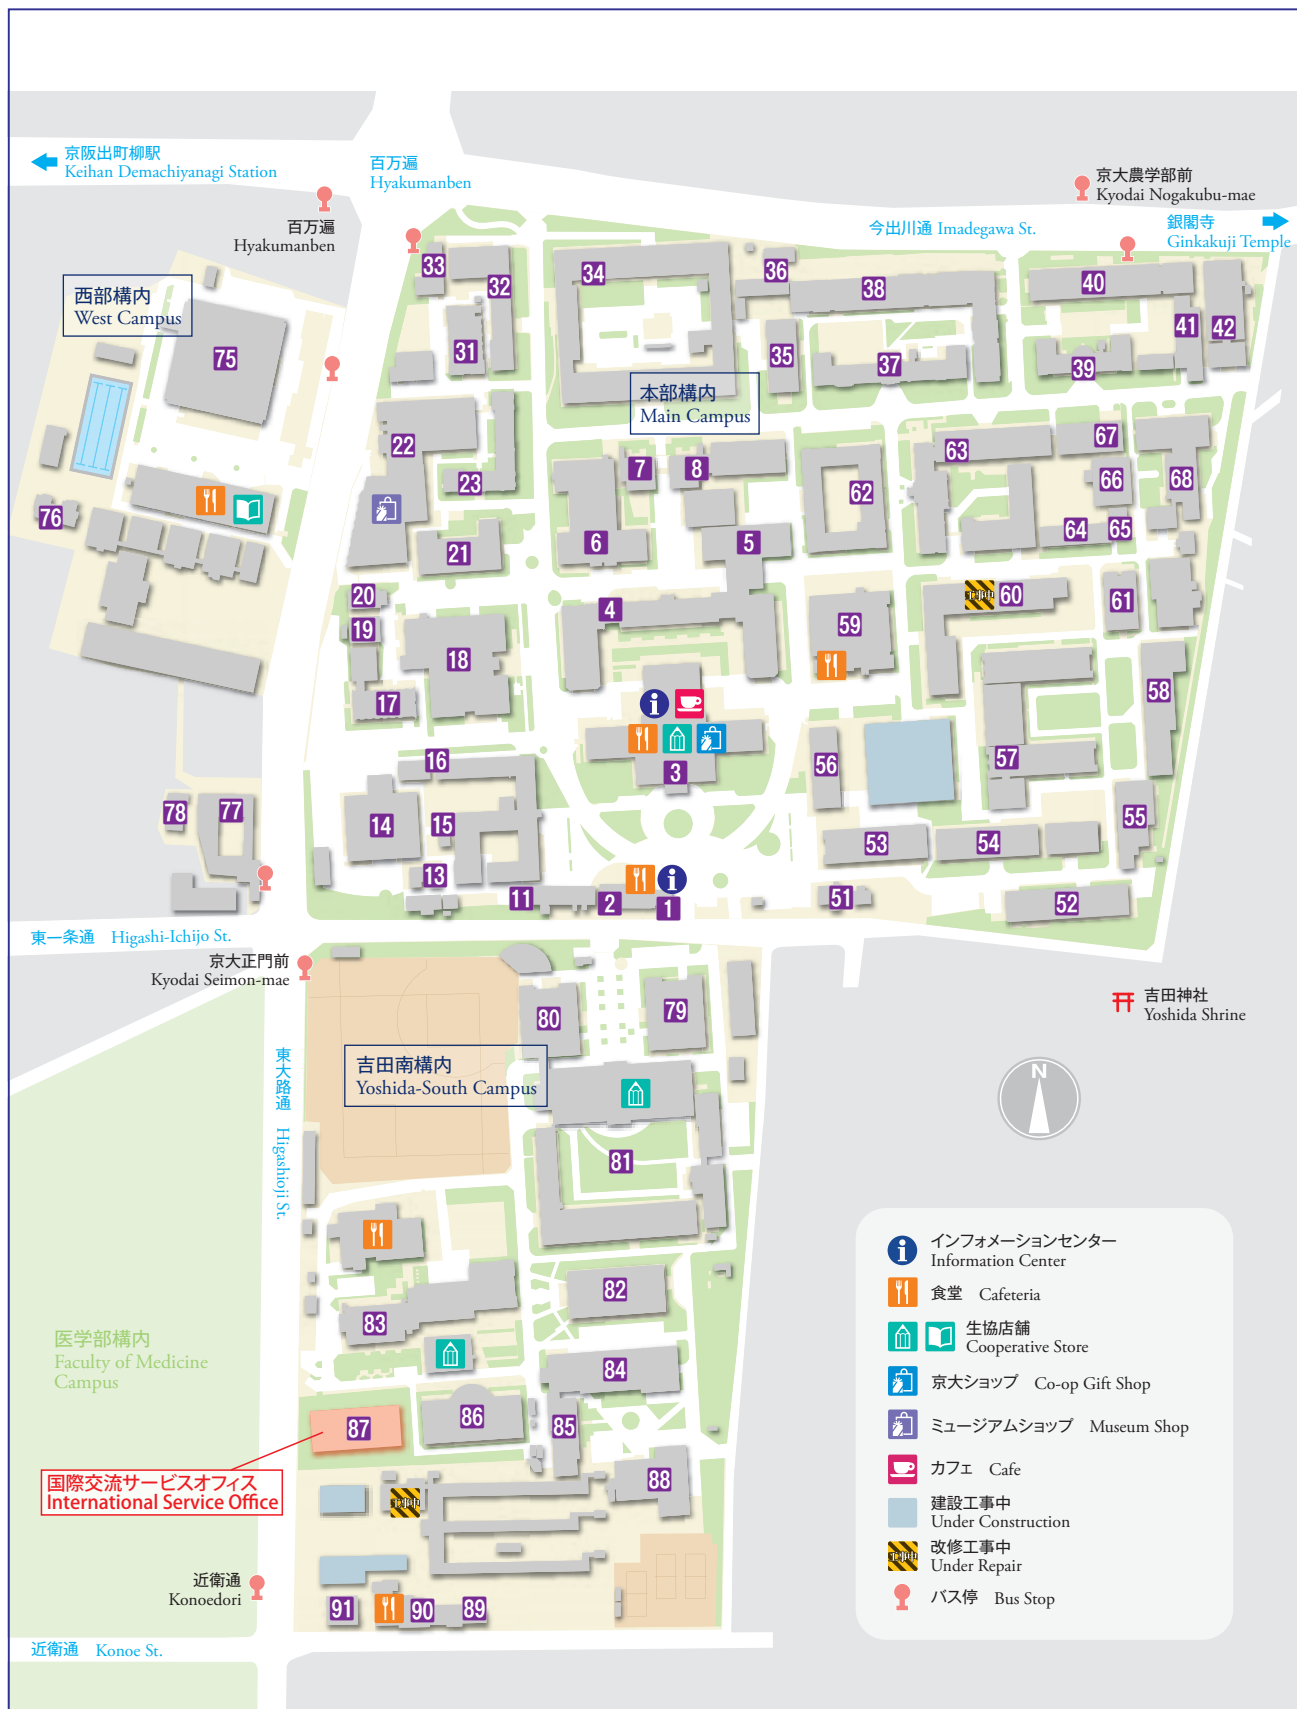 京阪出町柳駅
Keihan Demachiyanagi Station
百万遍
Hyakumanben
百万遍
Hyakumanben
京大農学部前
Kyodai Nogakubu-mae
今出川通 Imadegawa St.
銀閣寺
Ginkakuji Temple
西部構内
West Campus
本部構内
Main Campus
33
32
34
36
38
40
41
42
31
35
37
39
75
22
23
7
8
62
63
67
66
68
76
21
6
5
64
65
20
19
4
59
工事中
60
61
18
17
58
16
3
56
57
78
77
14
15
53
54
55
13
11
2
1
51
52
東一条通 Higashi-Ichijo St.
京大正門前
Kyodai Seimon-mae
吉田神社
Yoshida Shrine
80
79
吉田南構内
Yoshida-South Campus
東大路通 Higashioji St.
N
81
82
83
84
85
86
87
88
医学部構内
Faculty of Medicine
Campus
国際交流サービスオフィス
International Service Office
工事中
近衛通
Konoedori
91
90
89
近衛通 Konoe St.
インフォメーションセンター
Information Center
食堂 Cafeteria
生協店舗
Cooperative Store
京大ショップ Co-op Gift Shop
ミュージアムショップ Museum Shop
カフェ Cafe
建設工事中
Under Construction
工事中
改修工事中
Under Repair
バス停 Bus Stop